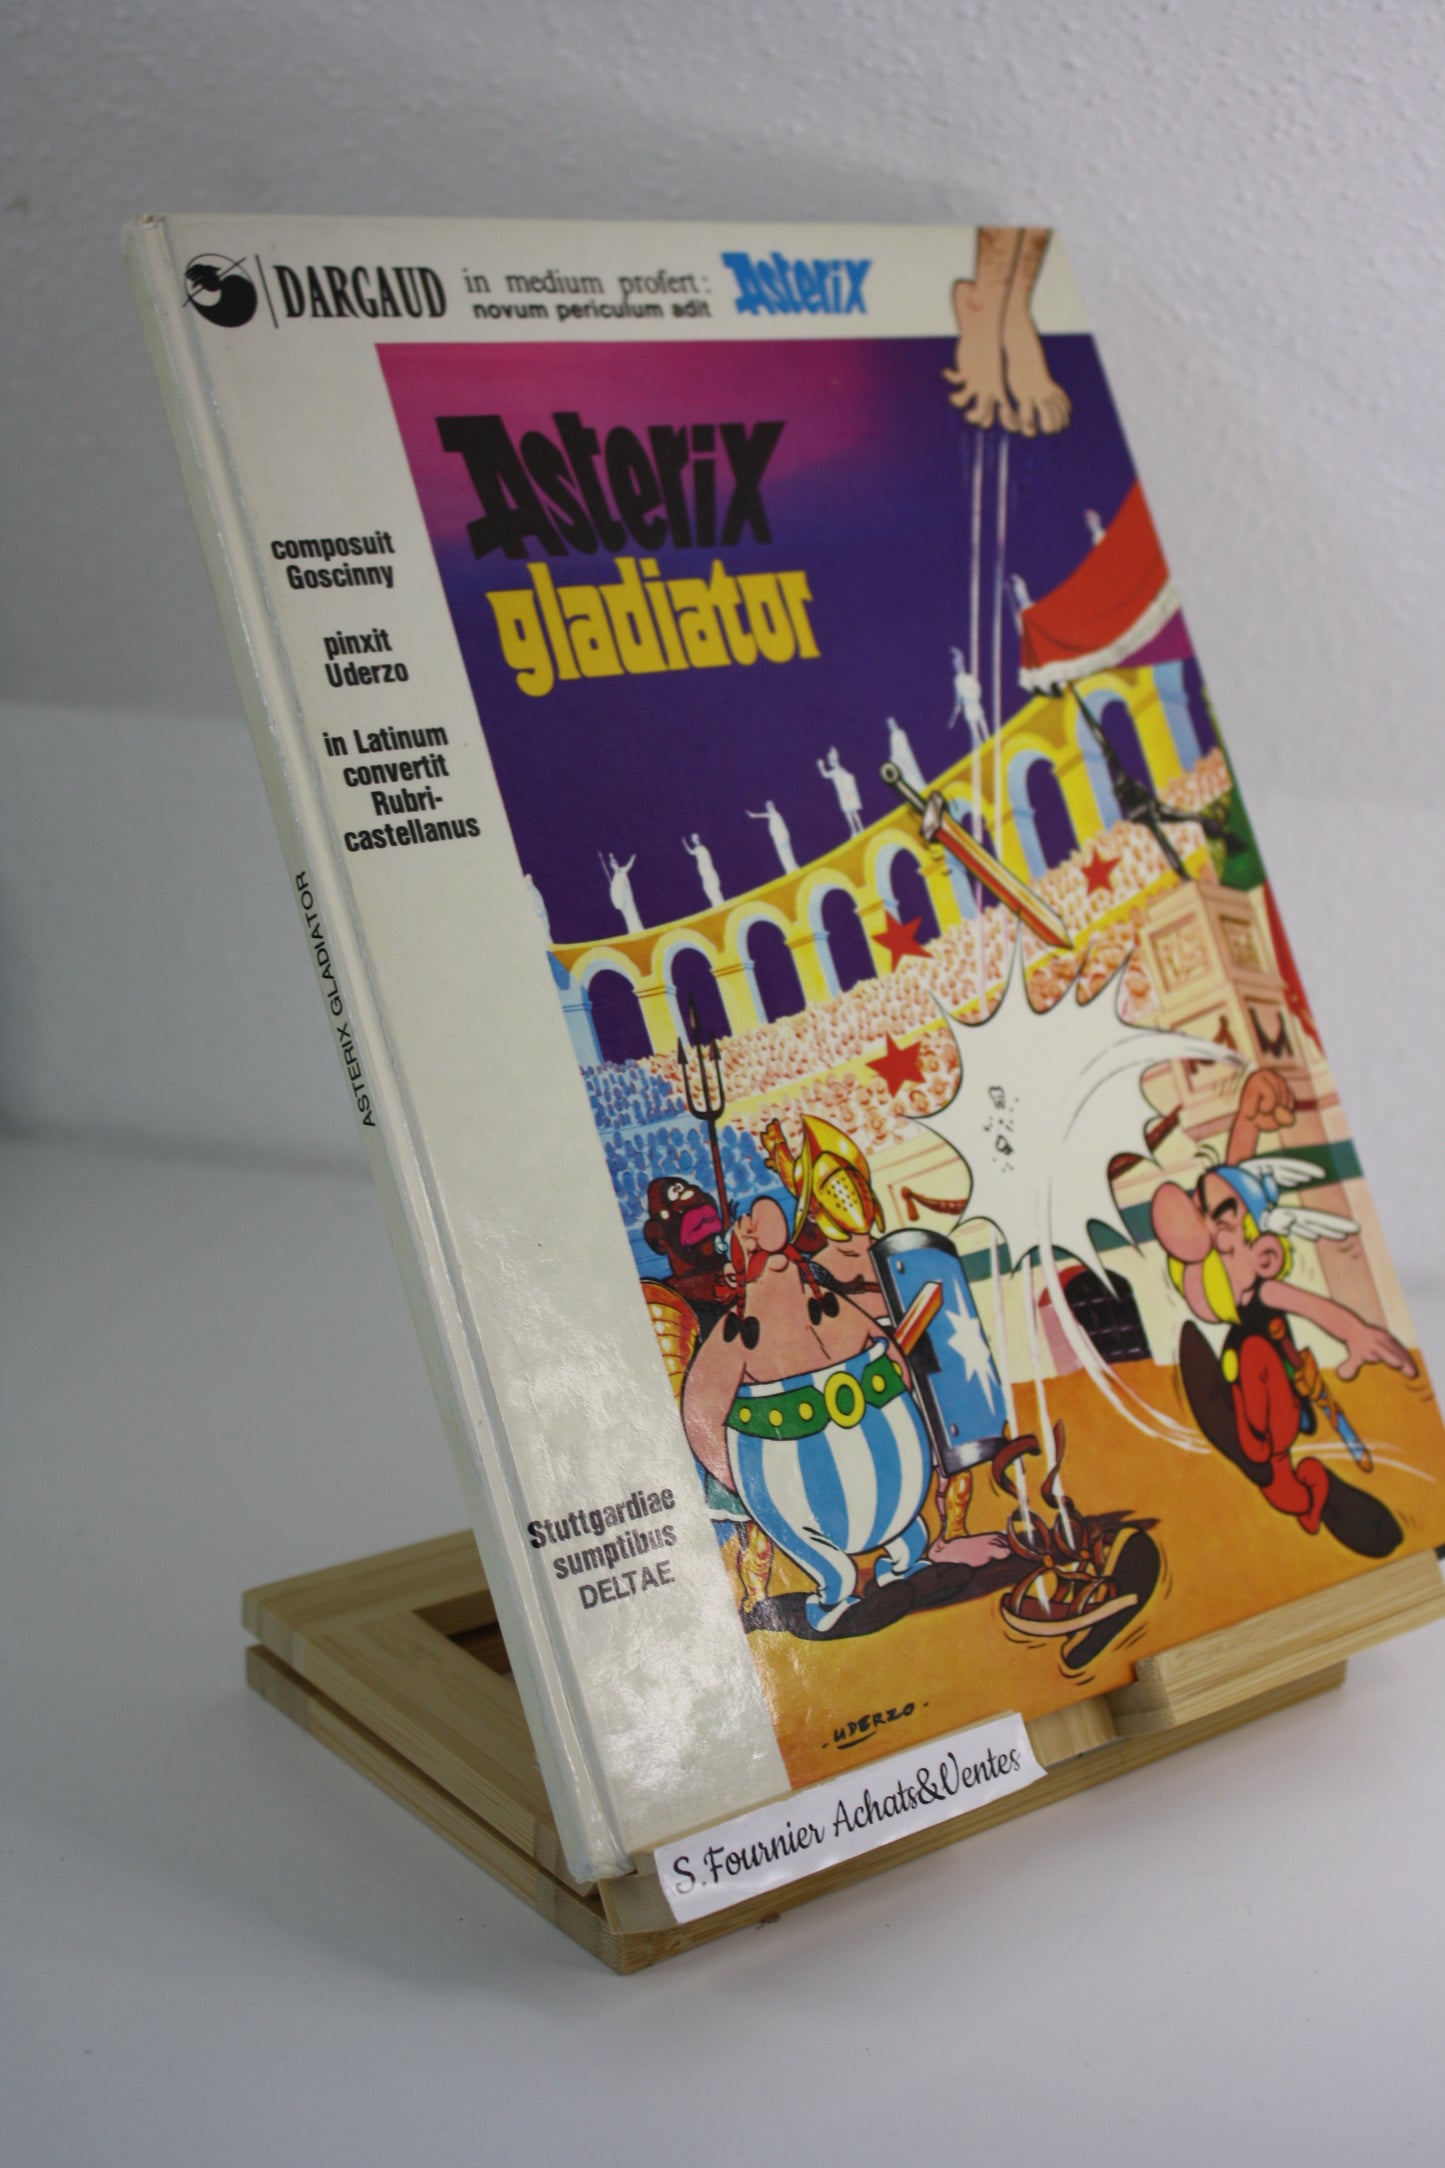 DARGAUD in medium profert:
novum periculum adit
Asterix
Asterix
gladiator
composuit
Goscinny
pinxit
Uderzo
in Latinum
convertit
Rubri-
castellanus
ASTERIX GLADIATOR
Stuttgardiae
sumptibus
DELTAE
UDERZO
S.Fournier Achats&Ventes